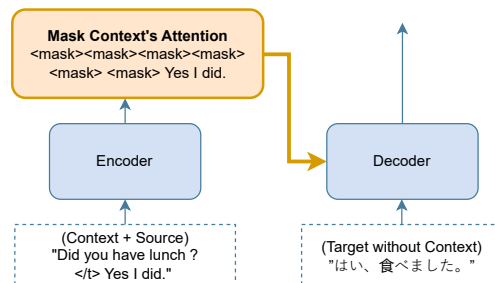 Mask Context's Attention
<mask><mask><mask><mask>
<mask> <mask> Yes I did.
Encoder
Decoder
(Context + Source)
"Did you have lunch ?
</t> Yes I did."
(Target without Context)
"はい、食べました。"